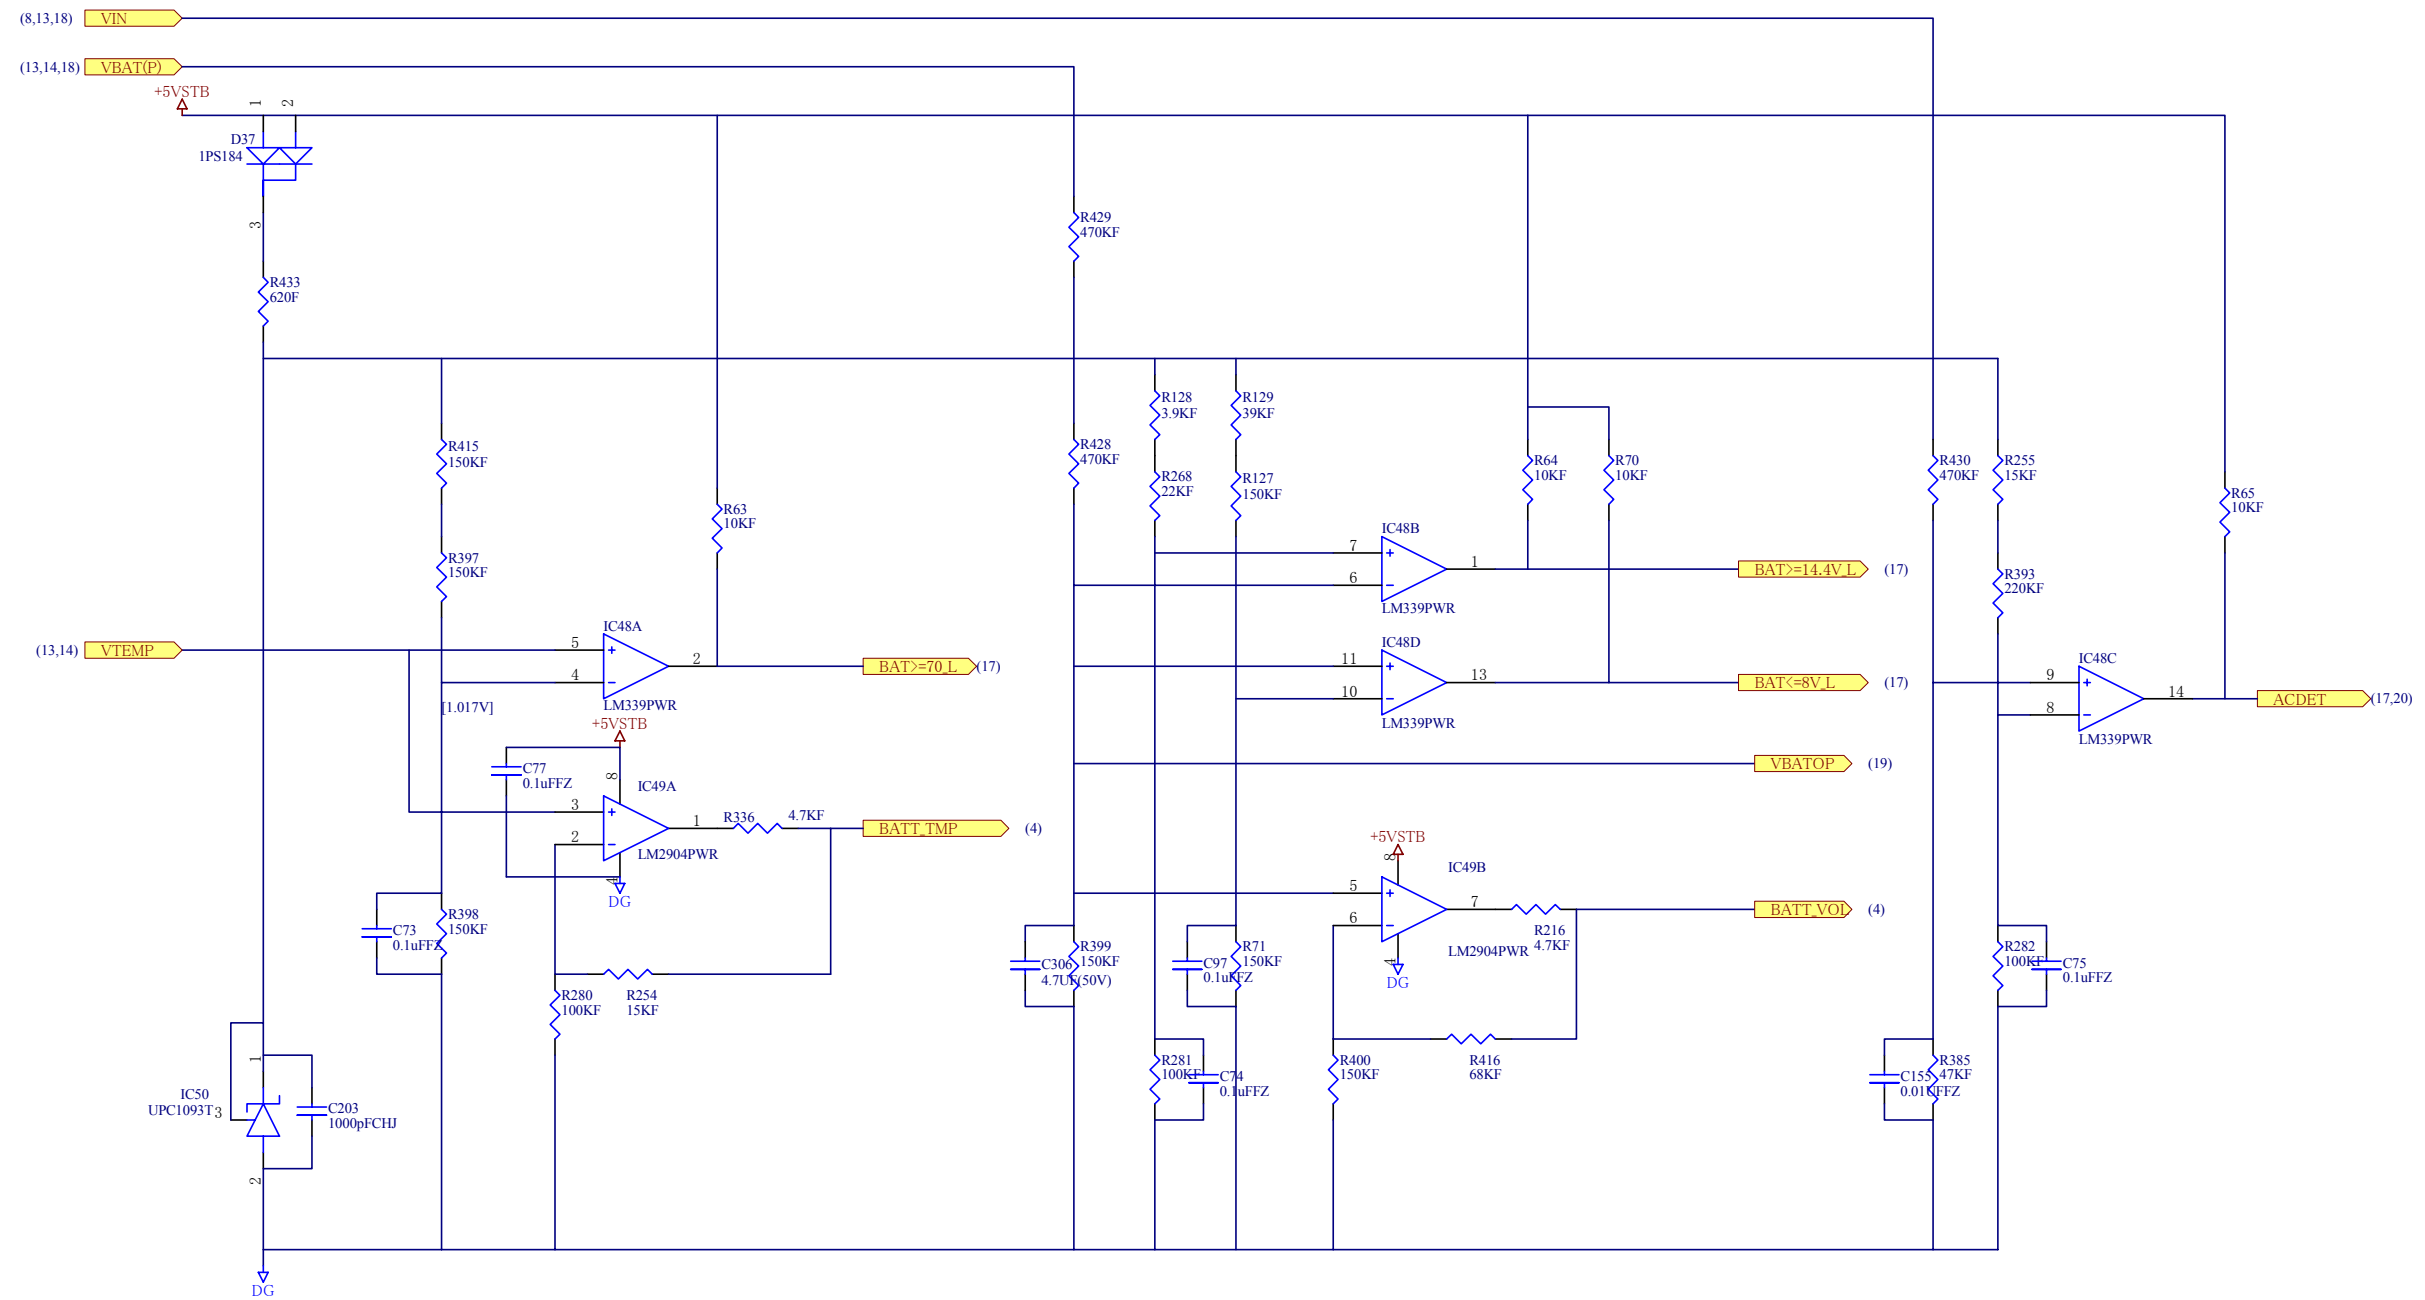 (8,13,18) VIN
(13,14,18) VBAT(P)
+5VSTB
1
2
D37
1PS184
3
R433
620F
R429
470KF
R415
150KF
R397
150KF
R63
10KF
R428
470KF
R128
3.9KF
R268
22KF
R129
39KF
R127
150KF
R64
10KF
R70
10KF
R430
470KF
R255
15KF
R393
220KF
R65
10KF
IC48B
7
6
1
LM339PWR
BAT>=14.4V_L (17)
(13,14) VTEMP
IC48A
5
4
2
LM339PWR
BAT>=70_L (17)
[1.017V]
IC48D
11
10
13
LM339PWR
BAT<=8V_L (17)
IC48C
9
8
14
LM339PWR
ACDET (17,20)
+5VSTB
C77
0.1uFFZ
8
IC49A
3
2
1
4
LM2904PWR
DG
R336 4.7KF
BATT_TMP (4)
VBATOP (19)
+5VSTB
8
IC49B
5
6
7
4
LM2904PWR
DG
R216
4.7KF
BATT_VOL (4)
C73
0.1uFFZ
R398
150KF
R280
100KF
R254
15KF
C306
4.7UF(50V)
R399
150KF
C97
0.1uFFZ
R71
150KF
R281
100KF
C74
0.1uFFZ
R400
150KF
R416
68KF
R282
100KF
C75
0.1uFFZ
C155
0.01UFFZ
R385
47KF
1
IC50
UPC1093T
3
C203
1000pFCHJ
2
DG